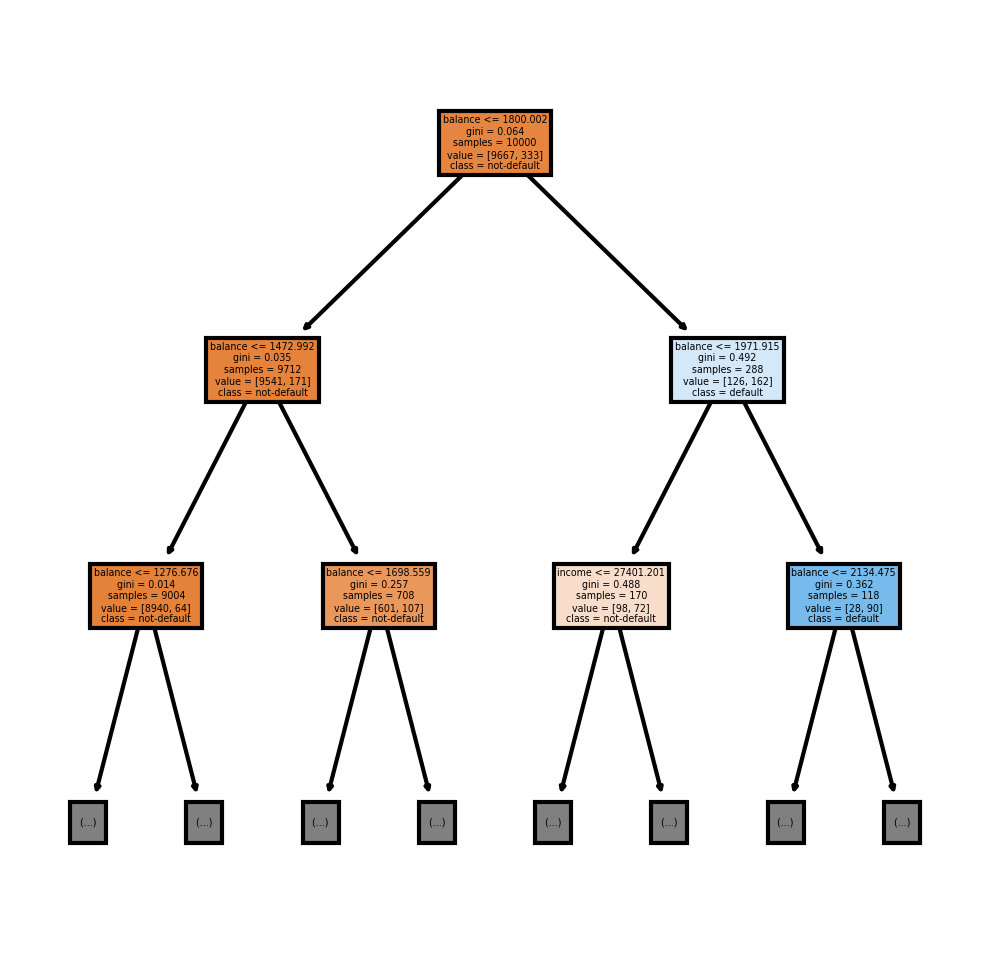 balance <= 1800.002
gini = 0.064
samples = 10000
value = [9667, 333]
class = not-default
balance <= 1472.992
gini = 0.035
samples = 9712
value = [9541, 171]
class = not-default
balance <= 1971.915
gini = 0.492
samples = 288
value = [126, 162]
class = default
balance <= 1276.676
gini = 0.014
samples = 9004
value = [8940, 64]
class = not-default
balance <= 1698.559
gini = 0.257
samples = 708
value = [601, 107]
class = not-default
income <= 27401.201
gini = 0.488
samples = 170
value = [98, 72]
class = not-default
balance <= 2134.475
gini = 0.362
samples = 118
value = [28, 90]
class = default
(...)
(...)
(...)
(...)
(...)
(...)
(...)
(...)